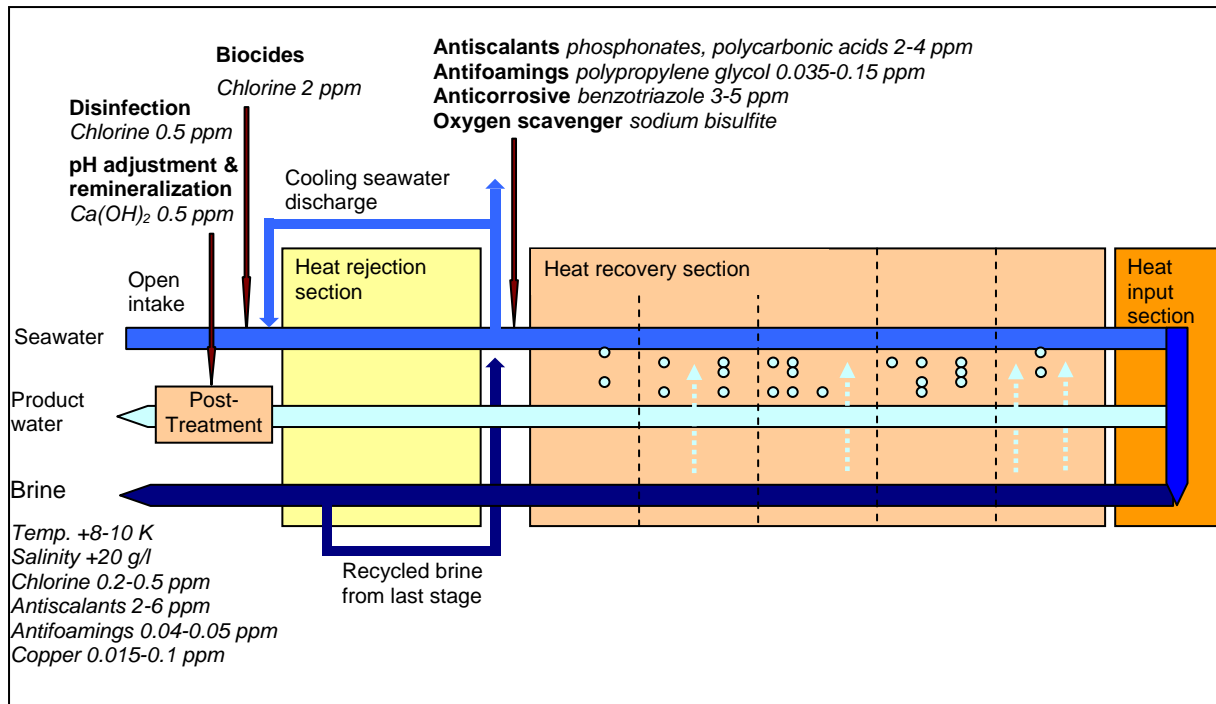 Biocides
Chlorine 2 ppm
Antiscalants phosphonates, polycarbonic acids 2-4 ppm
Antifoamings polypropylene glycol 0.035-0.15 ppm
Anticorrosive benzotriazole 3-5 ppm
Oxygen scavenger sodium bisulfite
Disinfection
Chlorine 0.5 ppm
pH adjustment &
remineralization
Ca(OH)2 0.5 ppm
Cooling seawater
discharge
Open
intake
Heat rejection
section
Heat recovery section
Heat
input
section
Seawater
Product
water
Post-
Treatment
Brine
Temp. +8-10 K
Salinity +20 g/l
Chlorine 0.2-0.5 ppm
Antiscalants 2-6 ppm
Antifoamings 0.04-0.05 ppm
Copper 0.015-0.1 ppm
Recycled brine
from last stage